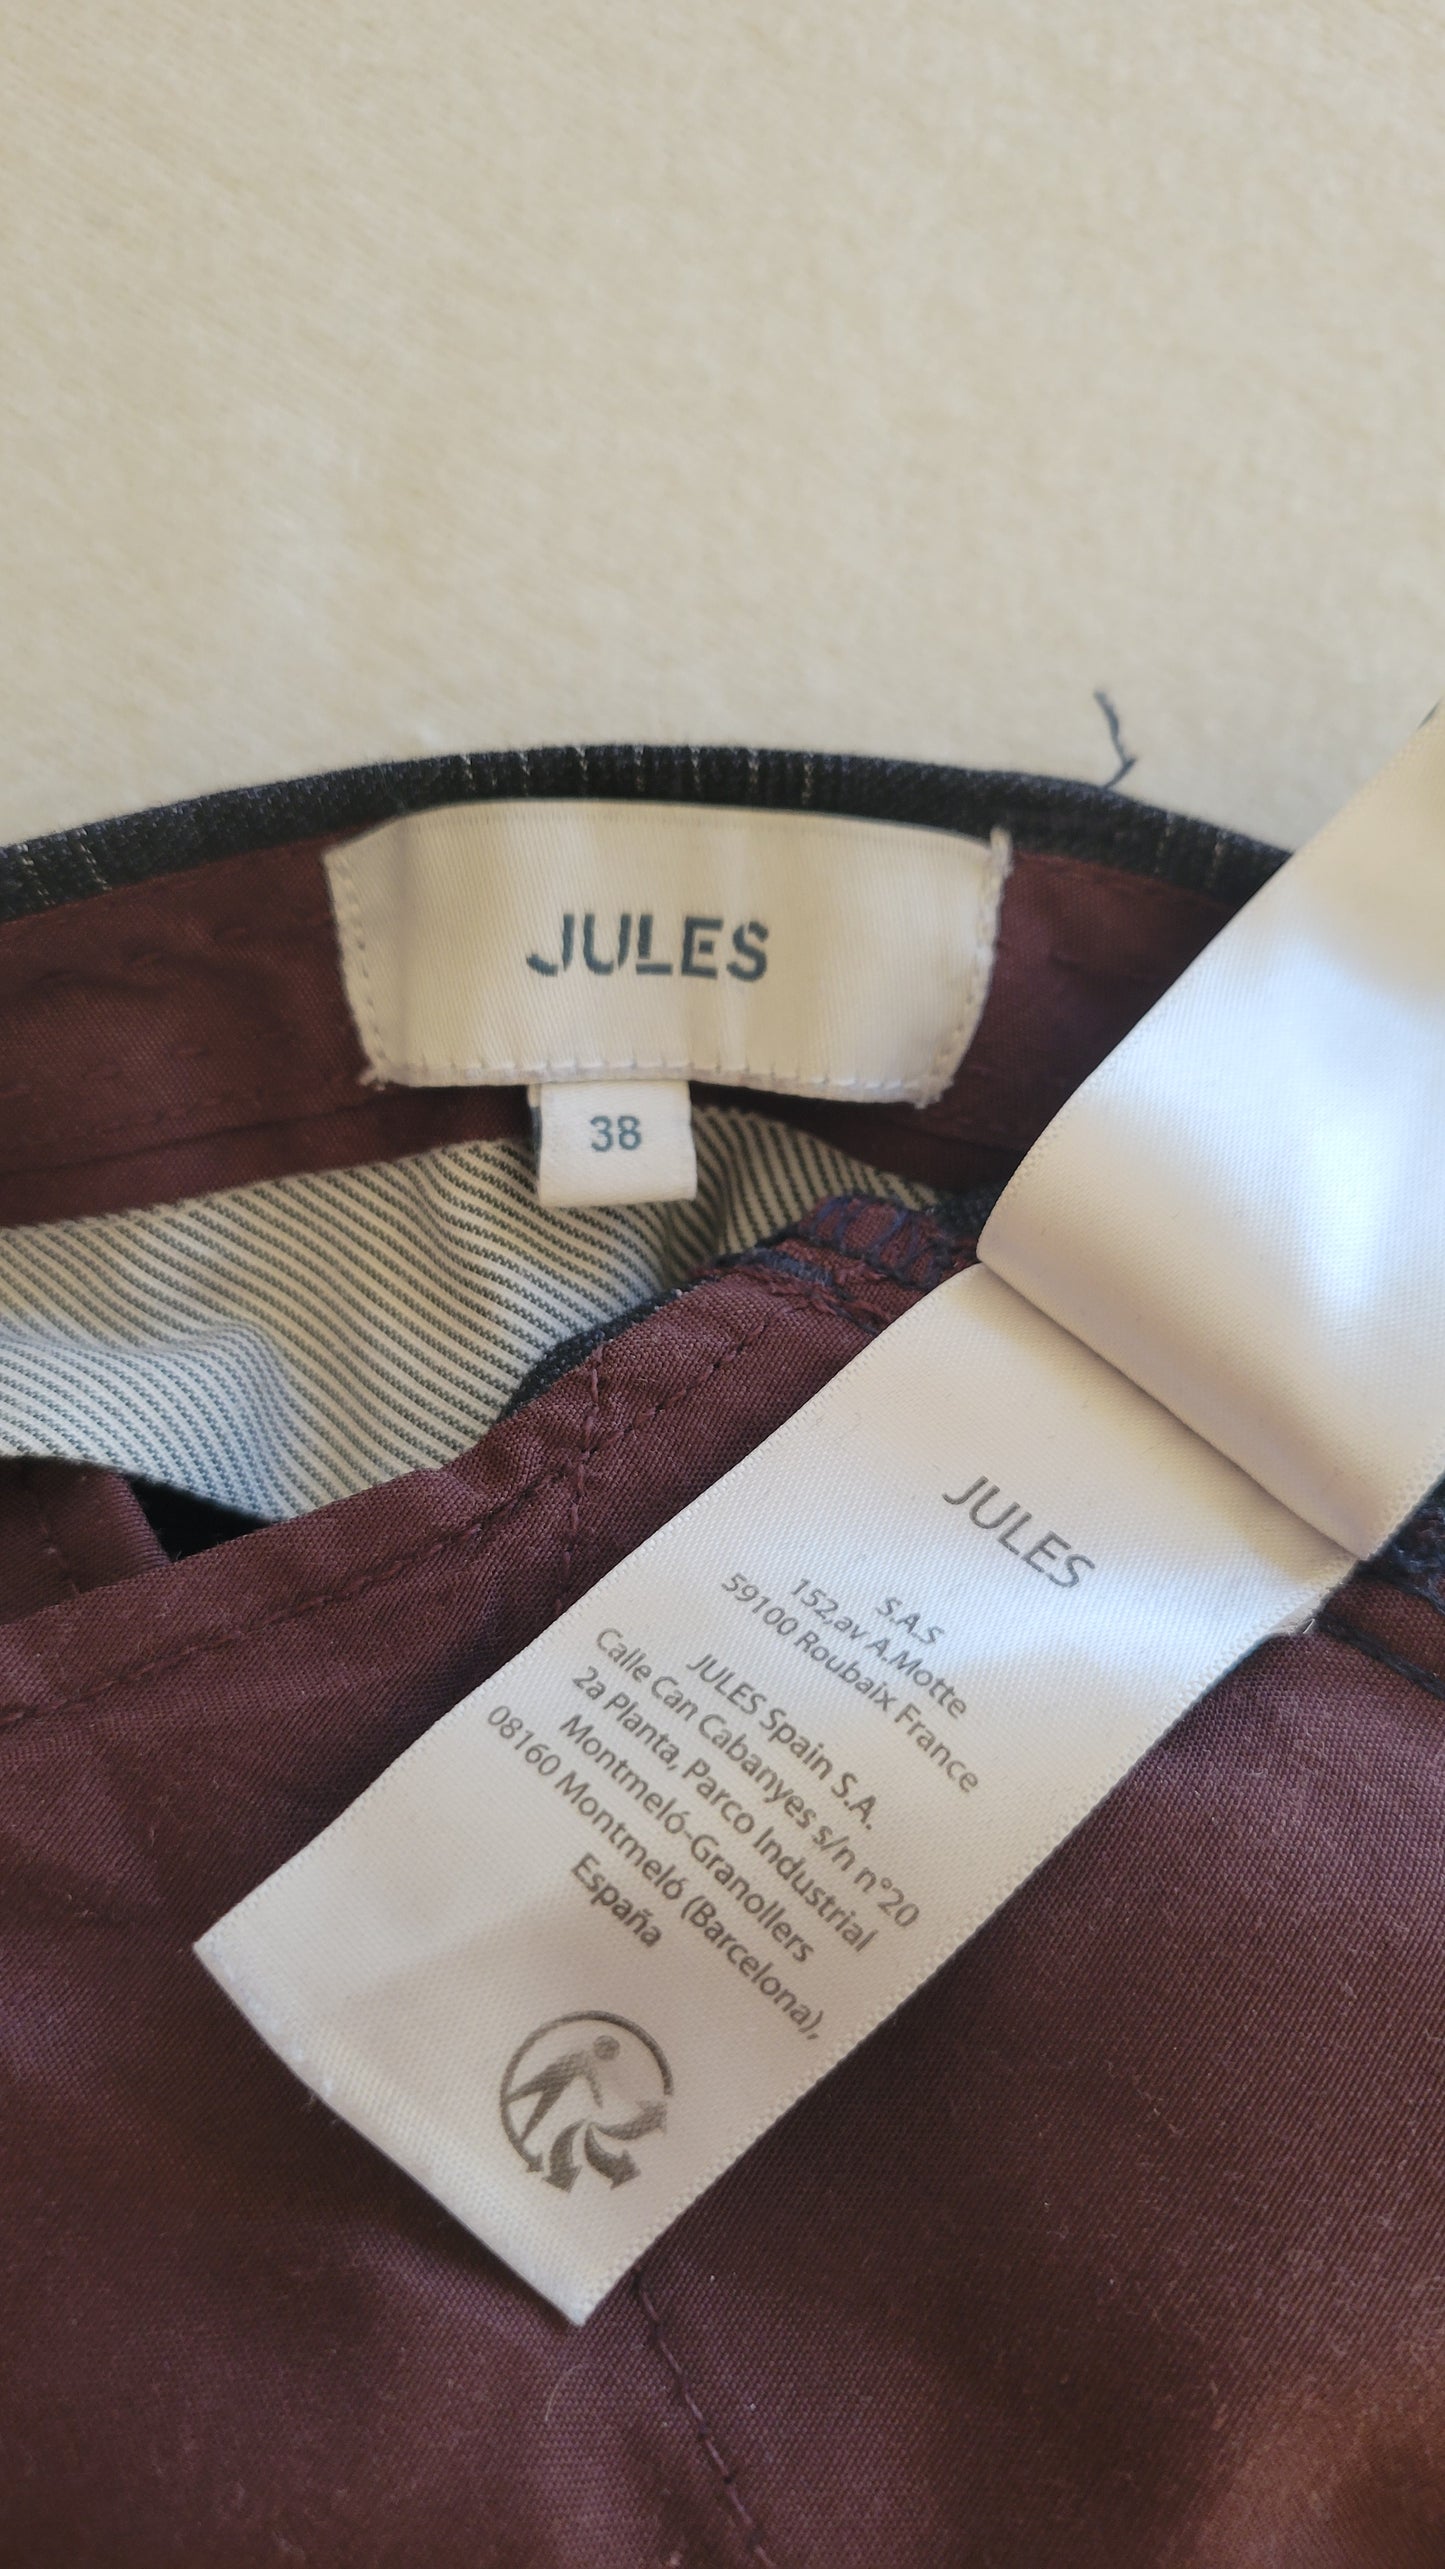 JULES
38
JULES
S.A.S
152,av A.Motte
59100 Roubaix France
JULES Spain S.A.
Calle Can Cabanyes s/n n°20
2a Planta, Parco Industrial
Montmeló-Granollers
08160 Montmeló (Barcelona),
España